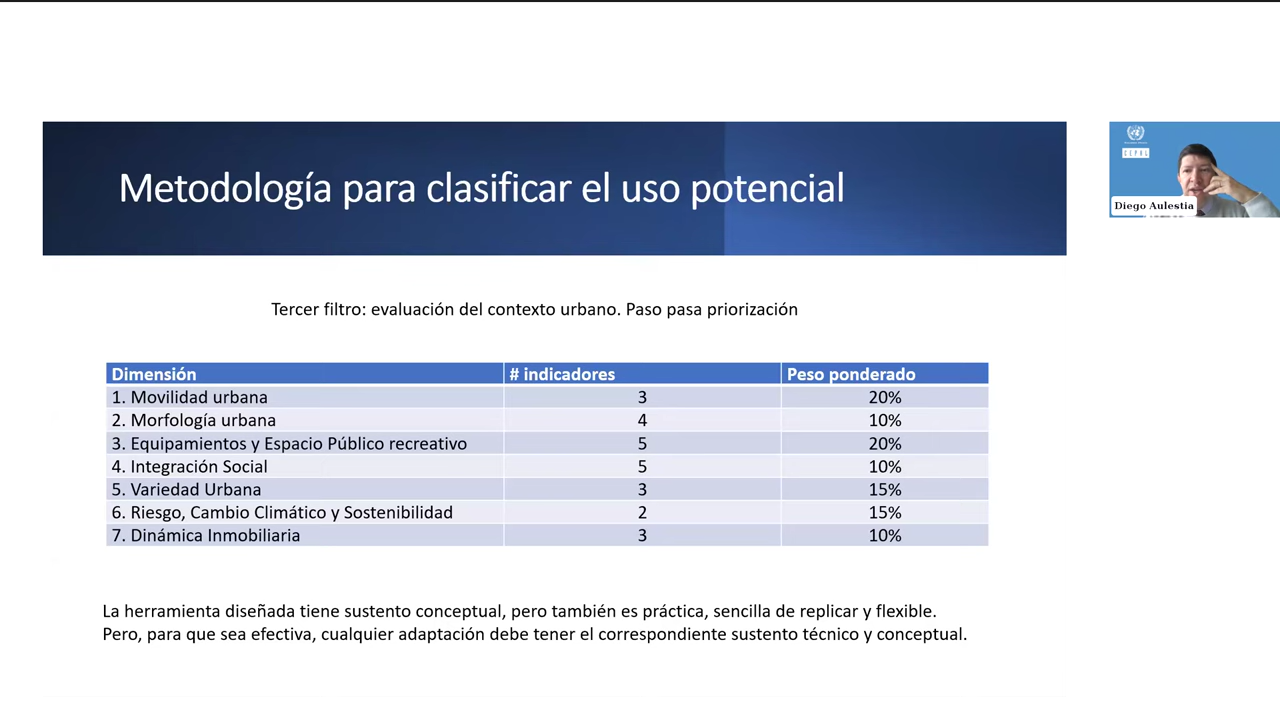 Metodología para clasificar el uso potencial
CEPAL
Diego Aulestia
Tercer filtro: evaluación del contexto urbano. Paso pasa priorización
Dimensión # indicadores Peso ponderado
1. Movilidad urbana 3 20%
2. Morfología urbana 4 10%
3. Equipamientos y Espacio Público recreativo 5 20%
4. Integración Social 5 10%
5. Variedad Urbana 3 15%
6. Riesgo, Cambio Climático y Sostenibilidad 2 15%
7. Dinámica Inmobiliaria 3 10%
La herramienta diseñada tiene sustento conceptual, pero también es práctica, sencilla de replicar y flexible.
Pero, para que sea efectiva, cualquier adaptación debe tener el correspondiente sustento técnico y conceptual.